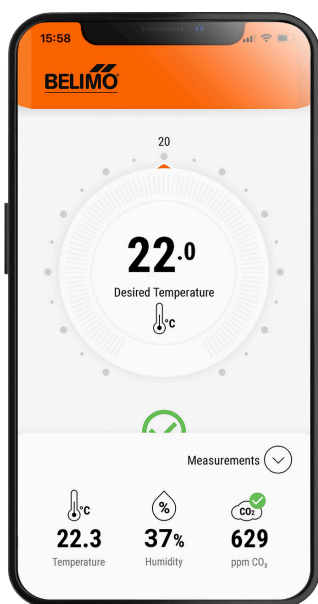 15:58
BELIMO
20
22.0
Desired Temperature
°C
Measurements
°C
%
CO₂
22.3
37%
629
Temperature
Humidity
ppm CO₂